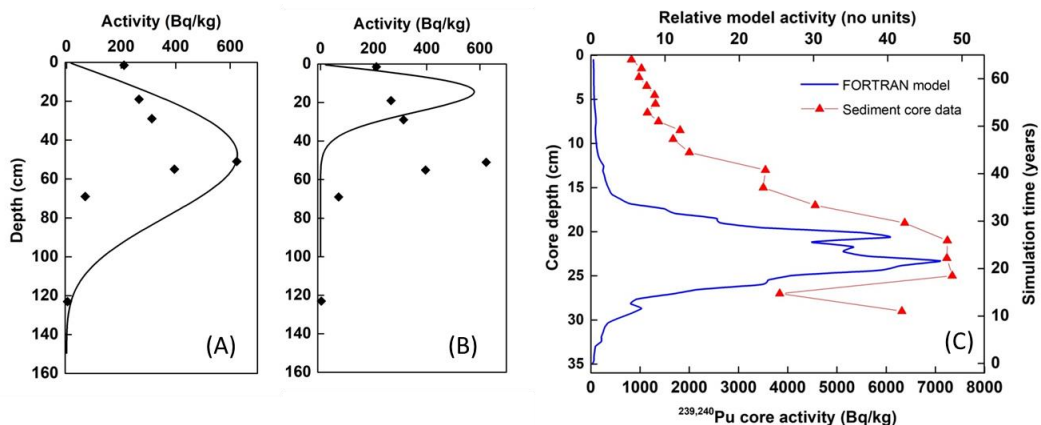 Activity (Bq/kg)
0 200 400 600
0
20
40
60
80
100
120
140
160
Depth (cm)
(A)
Activity (Bq/kg)
0 200 400 600
0
20
40
60
80
100
120
140
160
(B)
Relative model activity (no units)
0 10 20 30 40 50
0
5
10
15
20
25
30
35
Core depth (cm)
FORTRAN model
Sediment core data
60
50
40
30
20
10
0
Simulation time (years)
(C)
0 1000 2000 3000 4000 5000 6000 7000 8000
239,240Pu core activity (Bq/kg)